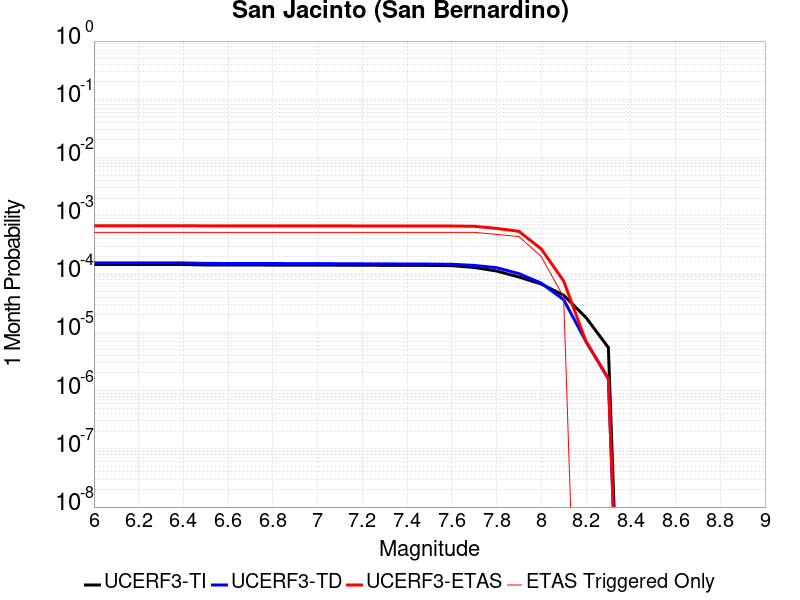 San Jacinto (San Bernardino)
10 0
10 -1
10 -2
10 -3
10 -4
10 -5
10 -6
10 -7
10 -8
1 Month Probability
6 6.2 6.4 6.6 6.8 7 7.2 7.4 7.6 7.8 8 8.2 8.4 8.6 8.8 9
Magnitude
UCERF3-TI UCERF3-TD UCERF3-ETAS ETAS Triggered Only